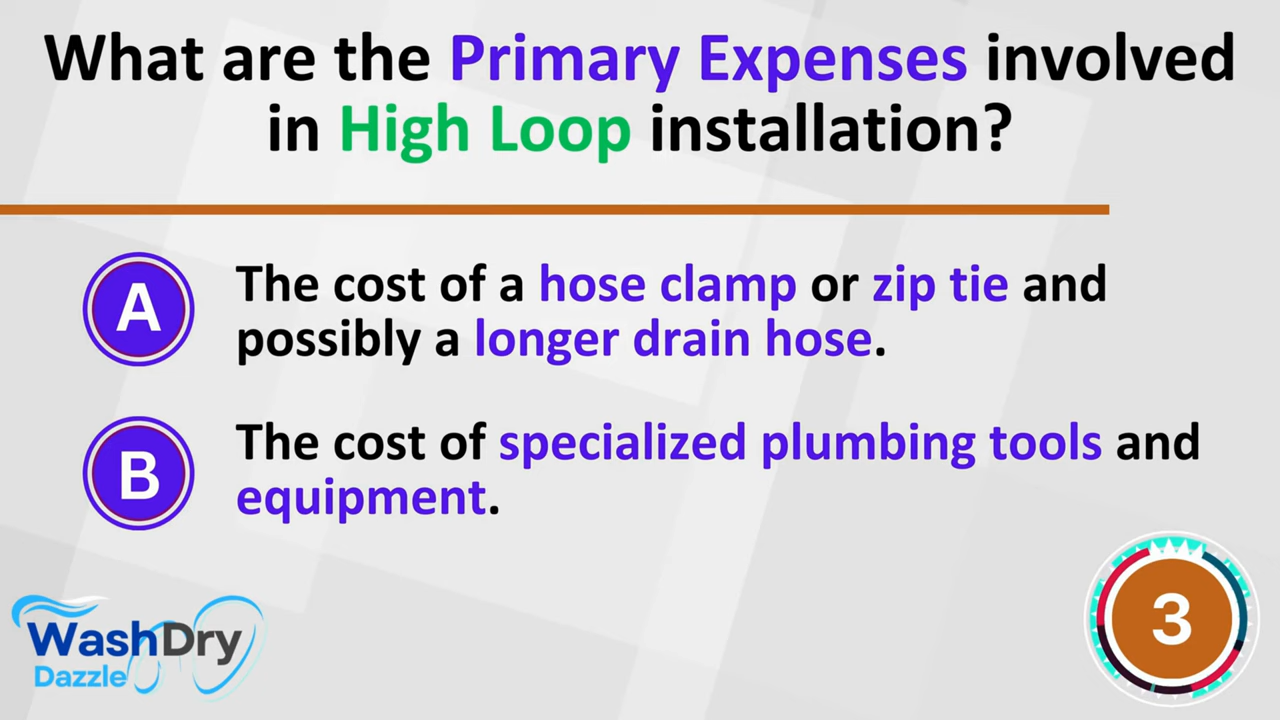 What are the Primary Expenses involved
in High Loop installation?
A
The cost of a hose clamp or zip tie and
possibly a longer drain hose.
B
The cost of specialized plumbing tools and
equipment.
WashDry
Dazzle
3